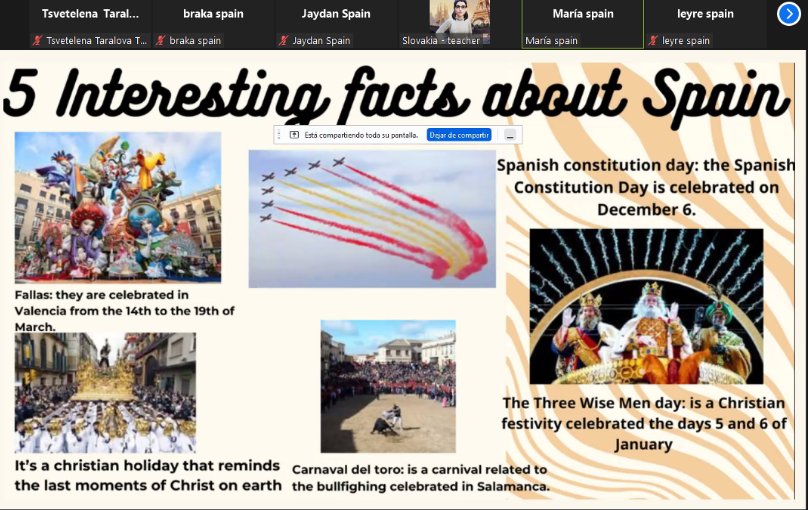 Tsvetelena Taral...
braka spain
Jaydan Spain
María spain
leyre spain
Tsvetelena Taralova T...
braka spain
Jaydan Spain
Slovakia - teacher
María spain
leyre spain
5 Interesting facts about Spain
Está compartiendo toda su pantalla.
Dejar de compartir
Spanish constitution day: the Spanish
Constitution Day is celebrated on
December 6.
Fallas: they are celebrated in
Valencia from the 14th to the 19th of
March.
The Three Wise Men day: is a Christian
festivity celebrated the days 5 and 6 of
January
It's a christian holiday that reminds
the last moments of Christ on earth
Carnaval del toro: is a carnival related to
the bullfighing celebrated in Salamanca.